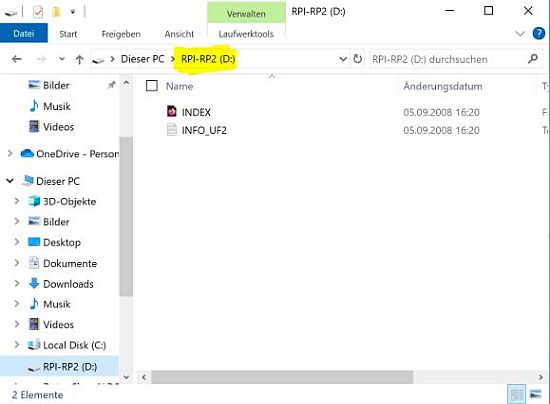 Verwalten
RPI-RP2 (D:)
Datei Start Freigeben Ansicht Laufwerktools
Dieser PC RPI-RP2 (D:) RPI-RP2 (D:) durchsuchen
Name Änderungsdatum
Bilder
Musik
Videos
OneDrive - Person
Dieser PC
3D-Objekte
Bilder
Desktop
Dokumente
Downloads
Musik
Videos
Local Disk (C:)
RPI-RP2 (D:)
INDEX 05.09.2008 16:20 F
INFO_UF2 05.09.2008 16:20
2 Elemente